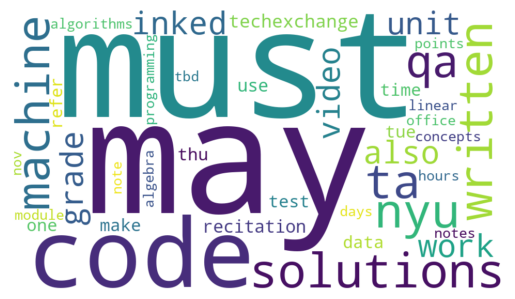 algorithms inked techexchange unit
must
machine refer programming tbd use video time qa points written
linear
office
tue concepts
may
grade thu also
nov note algebra ta hours
module one make test days nyu
code recitation data work notes
solutions